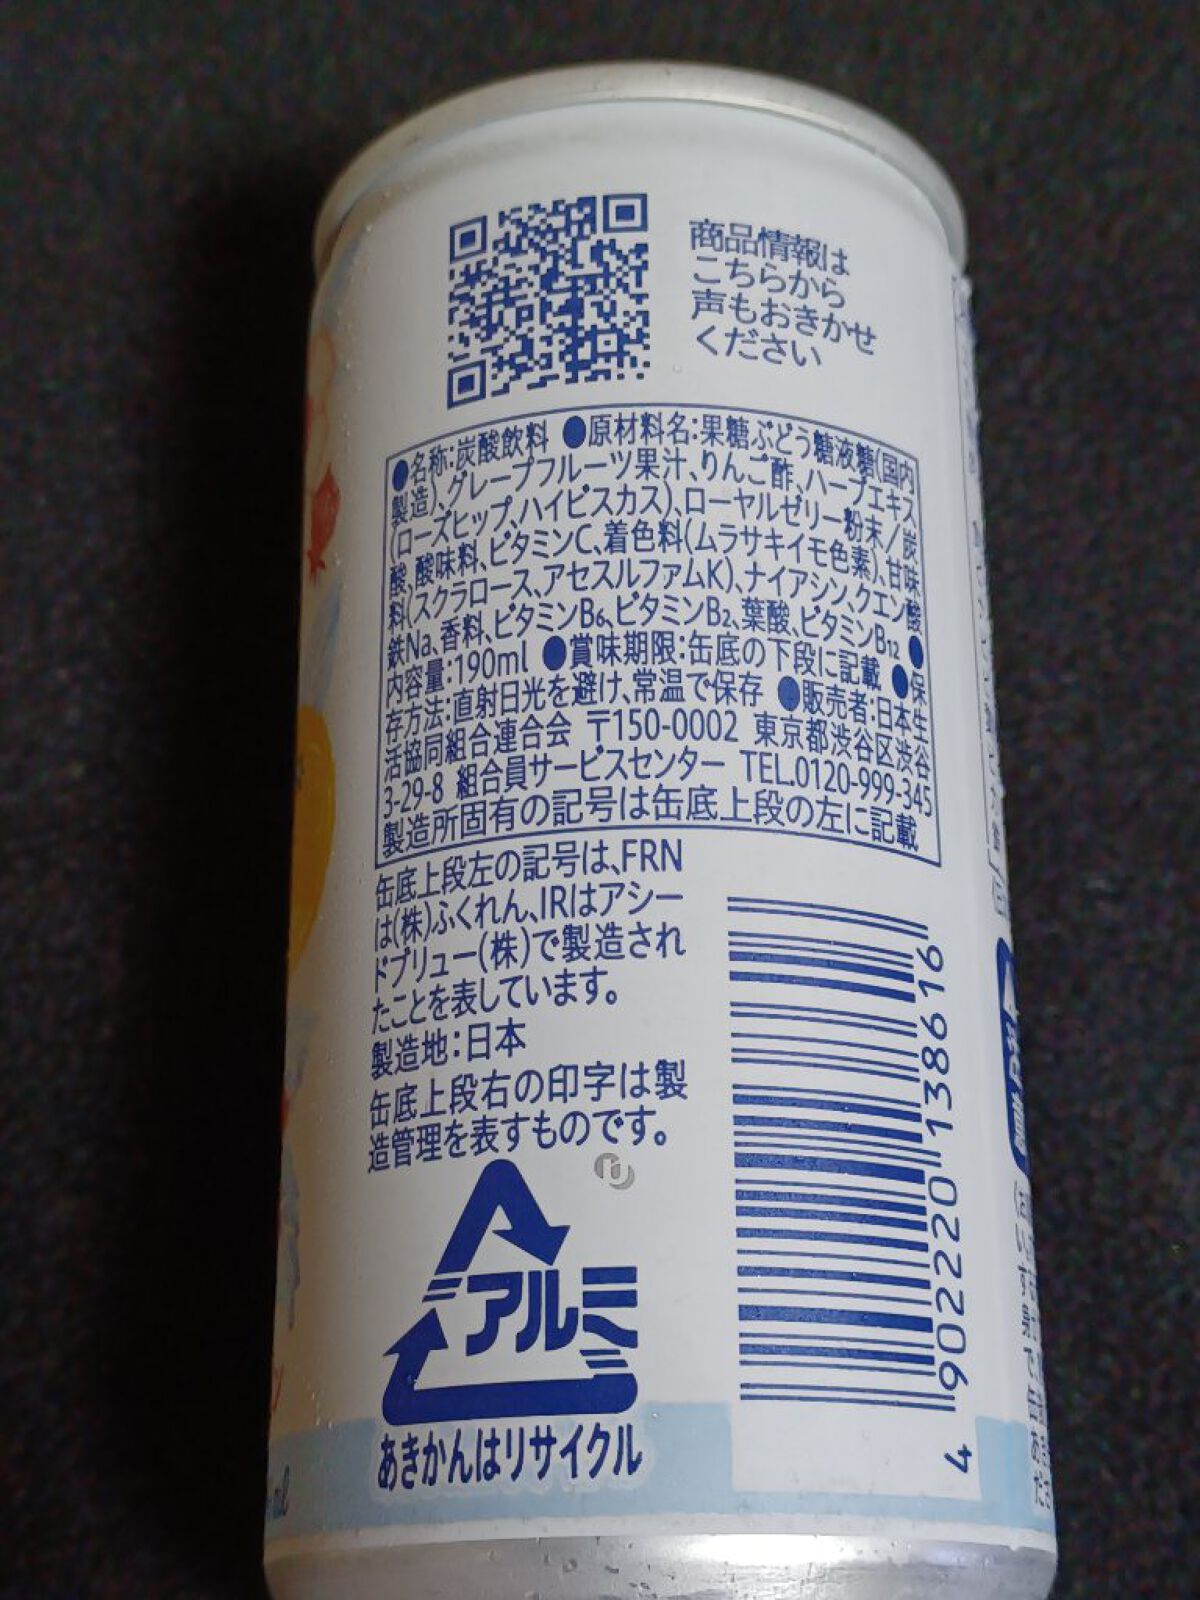 商品情報は
こちらから
声もおきかせ
ください
●名称:炭酸飲料 ●原材料名:果糖ぶどう糖液糖(国内
製造)、グレープフルーツ果汁、りんご酢、ハーブエキス
(ローズヒップ、ハイビスカス)、ローヤルゼリー粉末/炭
酸、酸味料、ビタミンC、着色料(ムラサキイモ色素)、甘味
料(スクラロース、アセスルファムK)、ナイアシン、クエン酸
鉄Na、香料、ビタミンB₆、ビタミンB₂、葉酸、ビタミンB₁₂ ●
内容量:190ml ●賞味期限:缶底の下段に記載 ●保
存方法:直射日光を避け、常温で保存 ●販売者:日本生
活協同組合連合会 〒150-0002 東京都渋谷区渋谷
3-29-8 組合員サービスセンター TEL.0120-999-345
製造所固有の記号は缶底上段の左に記載
缶底上段左の記号は、FRN
は(株)ふくれん、IRはアシー
ドブリュー(株)で製造され
たことを表しています。
製造地:日本
缶底上段右の印字は製
造管理を表すものです。
アルミ
あきかんはリサイクル
4 902220 138616
ml